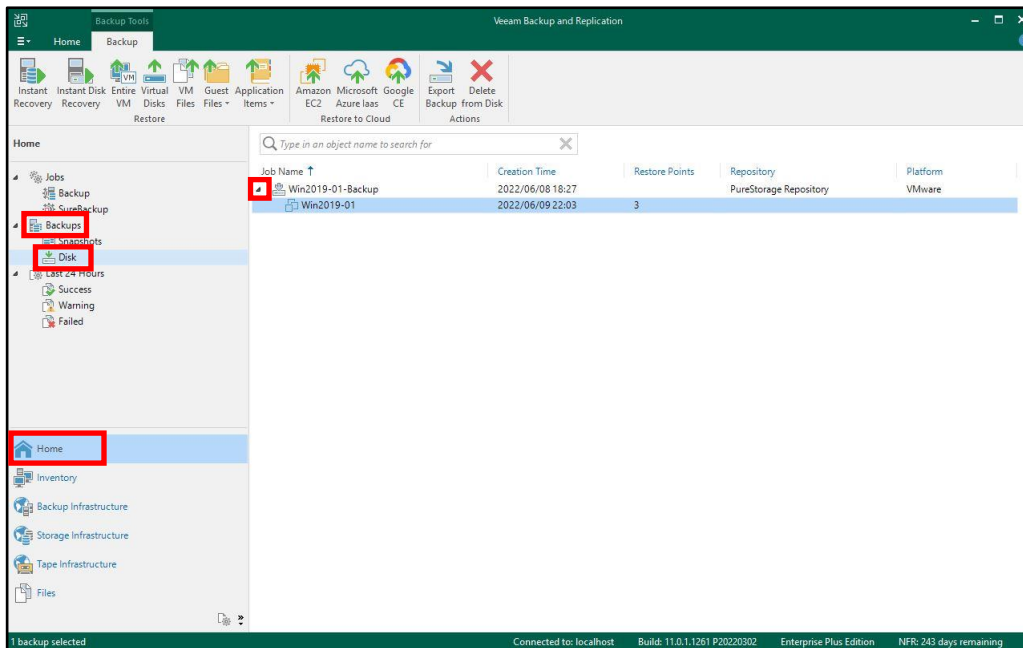 Backup Tools
Veeam Backup and Replication
Home Backup
Instant Recovery
Instant Disk Recovery
Entire VM
Virtual Disks
VM Files
Guest Files
Application Items
Amazon EC2
Microsoft Azure Iaas
Google CE
Export Backup
Delete from Disk
Restore
Restore to Cloud
Actions
Home
Type in an object name to search for
Jobs
Backup
SureBackup
Backups
Snapshots
Disk
Last 24 Hours
Success
Warning
Failed
Job Name Creation Time Restore Points Repository Platform
Win2019-01-Backup 2022/06/08 18:27 PureStorage Repository VMware
Win2019-01 2022/06/09 22:03 3
Home
Inventory
Backup Infrastructure
Storage Infrastructure
Tape Infrastructure
Files
1 backup selected
Connected to: localhost Build: 11.0.1.1261 P20220302 Enterprise Plus Edition NFR: 243 days remaining